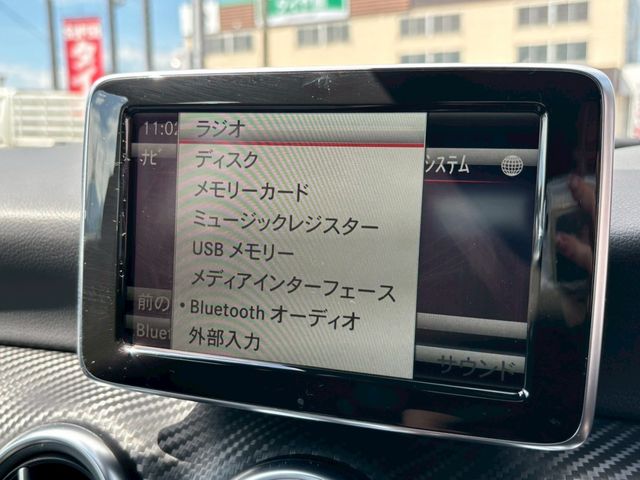 11:02
ラジオ
ナビ
ディスク
システム
メモリーカード
ミュージックレジスター
USB メモリー
メディアインターフェース
前の
• Bluetooth オーディオ
Bluet
外部入力
サウンド